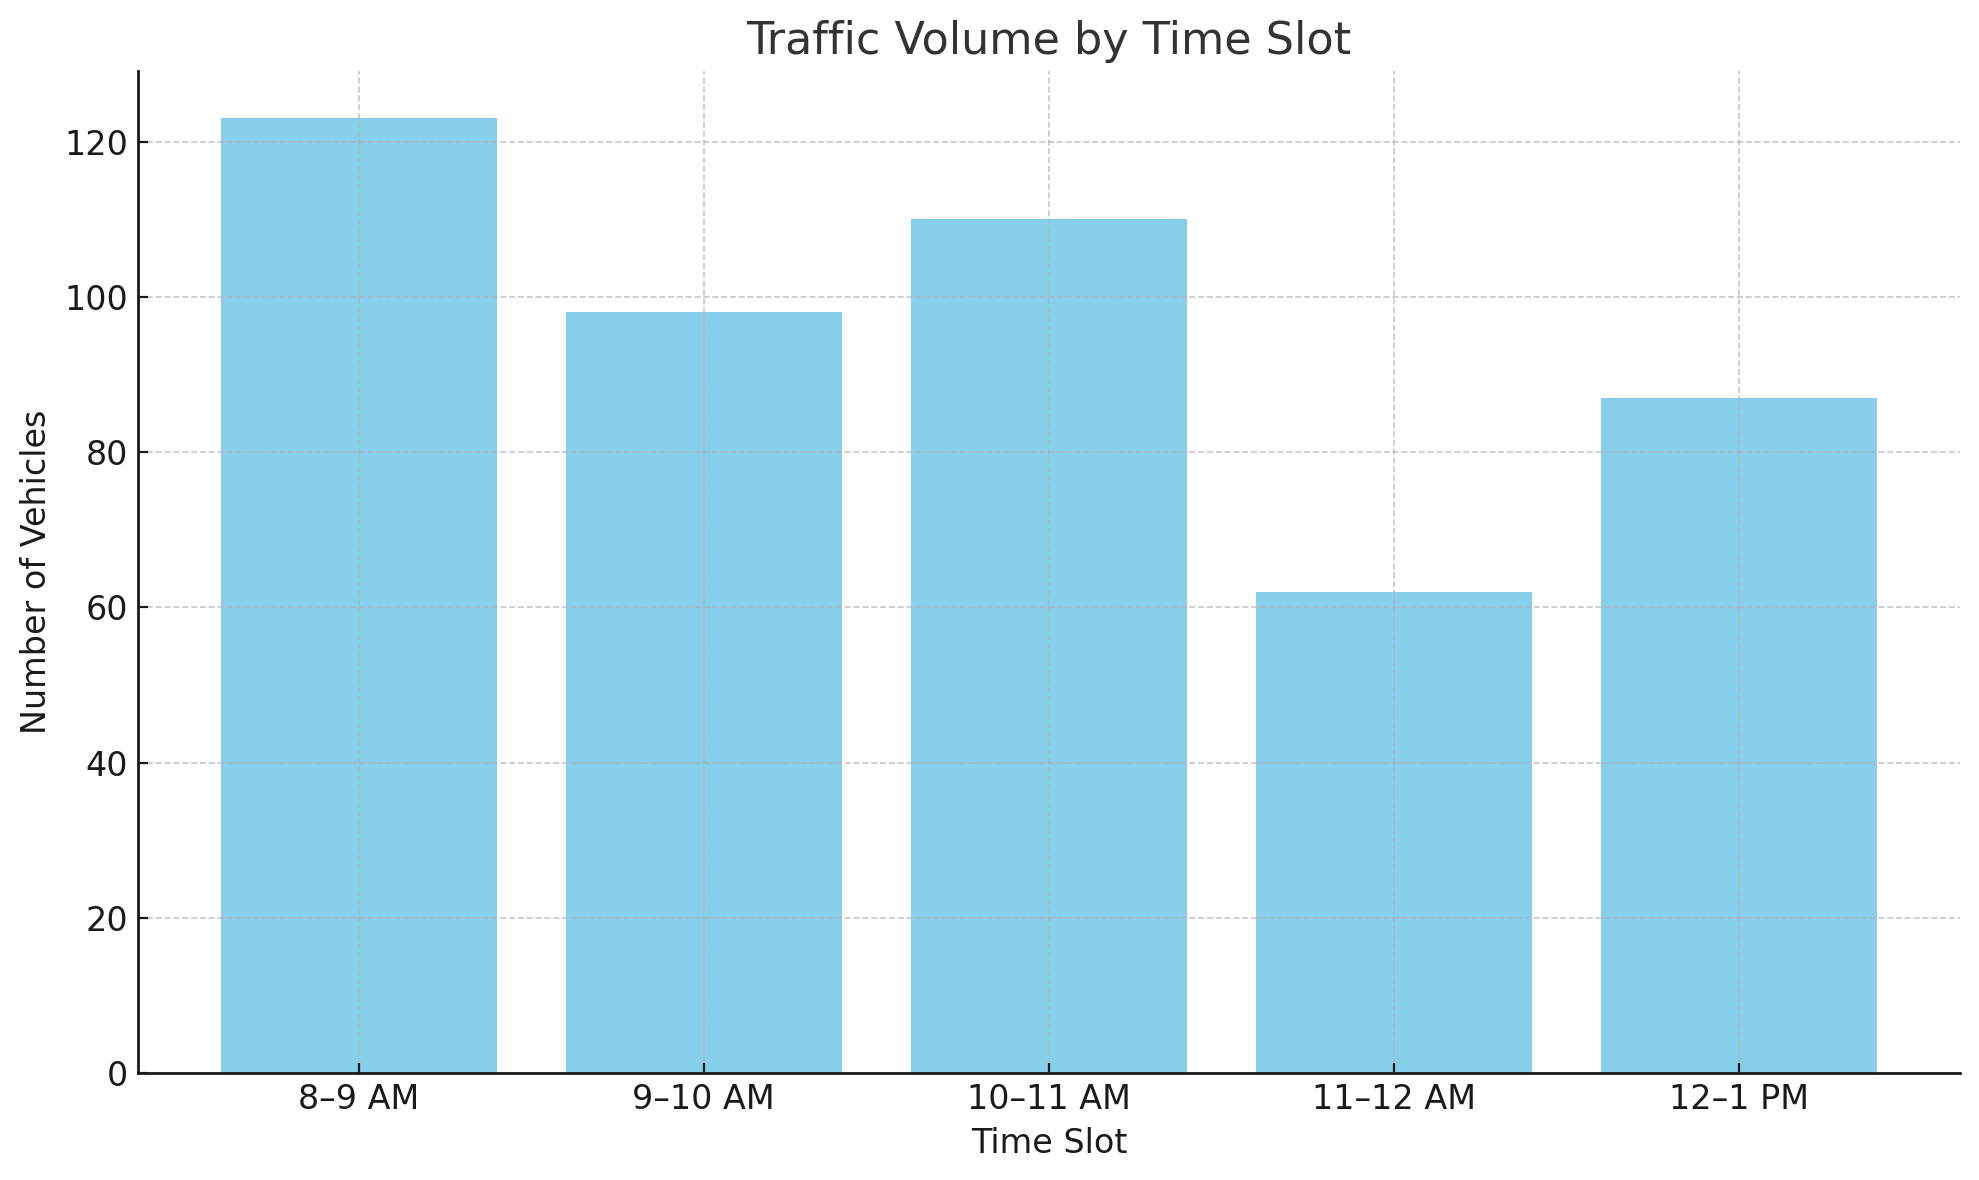 Traffic Volume by Time Slot
Number of Vehicles
120
100
80
60
40
20
0
8–9 AM
9–10 AM
10–11 AM
11–12 AM
12–1 PM
Time Slot